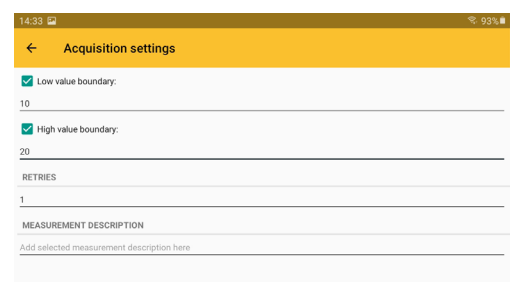 14:33 93%
Acquisition settings
Low value boundary:
10
High value boundary:
20
RETRIES
1
MEASUREMENT DESCRIPTION
Add selected measurement description here